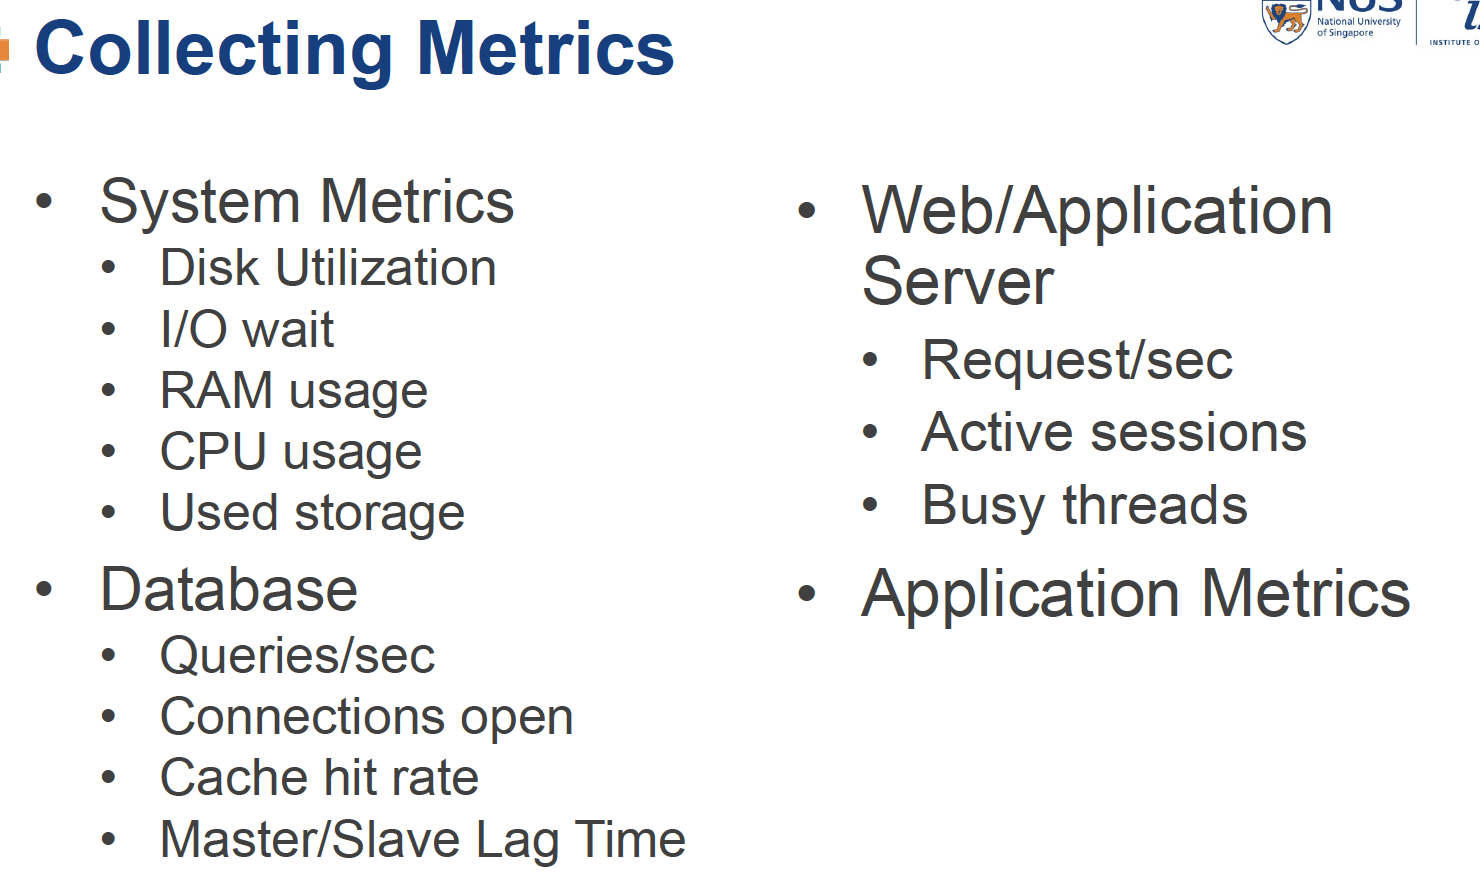 Collecting Metrics
NUS
National University
of Singapore
INSTITUTE O
• System Metrics
• Disk Utilization
• I/O wait
• RAM usage
• CPU usage
• Used storage
• Database
• Queries/sec
• Connections open
• Cache hit rate
• Master/Slave Lag Time
• Web/Application
Server
• Request/sec
• Active sessions
• Busy threads
• Application Metrics